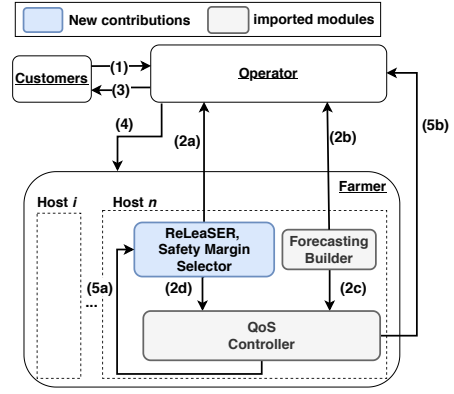 New contributions
imported modules
Customers
(1)
(3)
Operator
(4)
(2a)
(2b)
(5b)
Farmer
Host i
Host n
ReLeaSER,
Safety Margin
Selector
Forecasting
Builder
(5a)
...
(2d)
(2c)
QoS
Controller